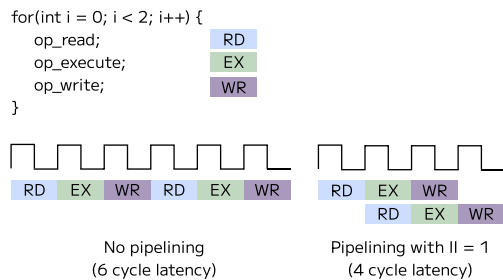 for(int i = 0; i < 2; i++) {
op_read; RD
op_execute; EX
op_write; WR
}
RD EX WR RD EX WR
RD EX WR
RD EX WR
No pipelining
(6 cycle latency)
Pipelining with II = 1
(4 cycle latency)